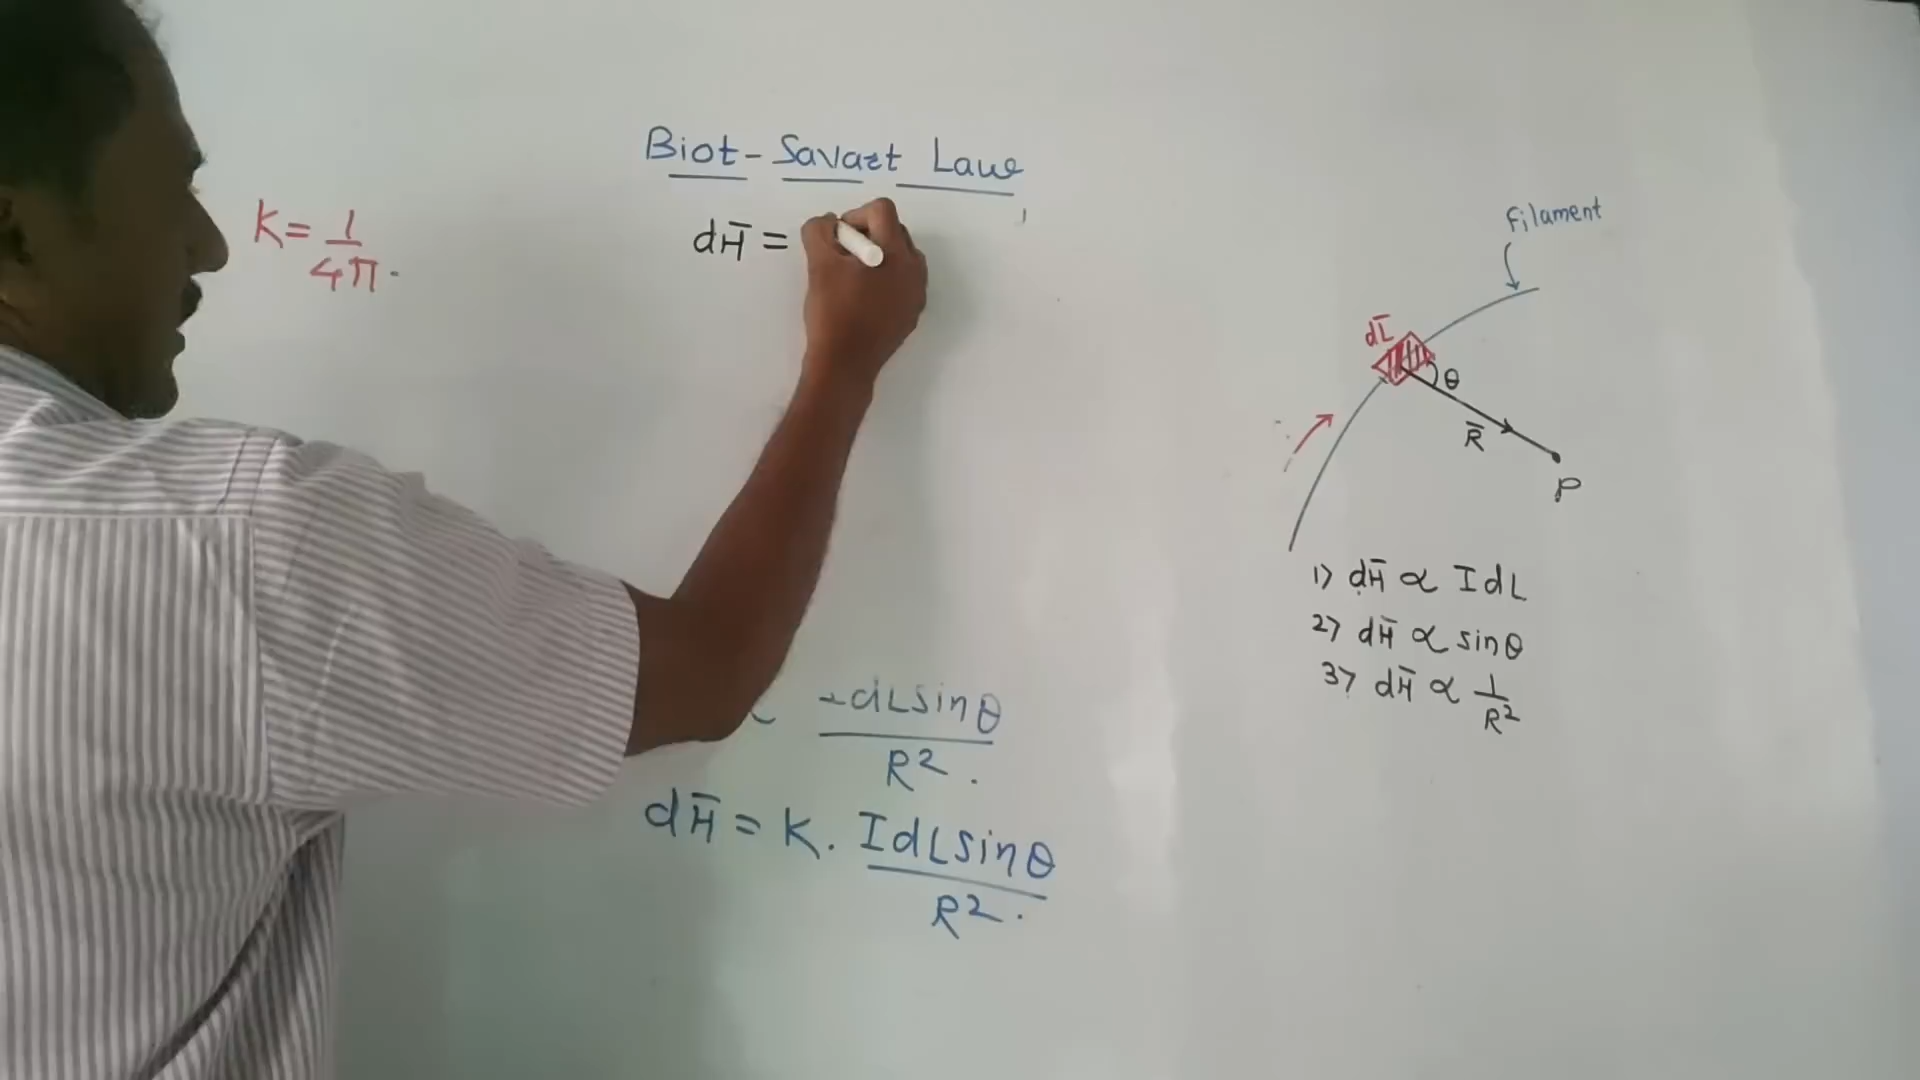 Biot-Savart Law
K = 1/4π.
dH̄ =
dLsinθ/R².
dH̄ = K. IdLsinθ/R².
Filament
dL̄
θ
R̄
P
1) dH̄ ∝ IdL
2) dH̄ ∝ sinθ
3) dH̄ ∝ 1/R²